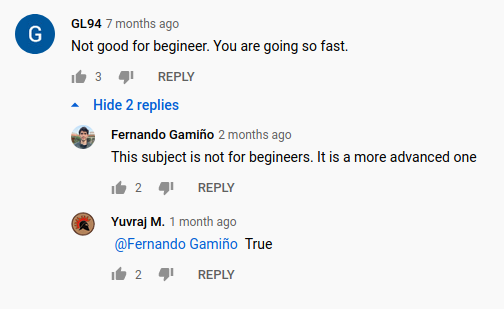 G
GL94 7 months ago
Not good for begineer. You are going so fast.
3 REPLY
Hide 2 replies
Fernando Gamiño 2 months ago
This subject is not for begineers. It is a more advanced one
2 REPLY
Yuvraj M. 1 month ago
@Fernando Gamiño True
2 REPLY